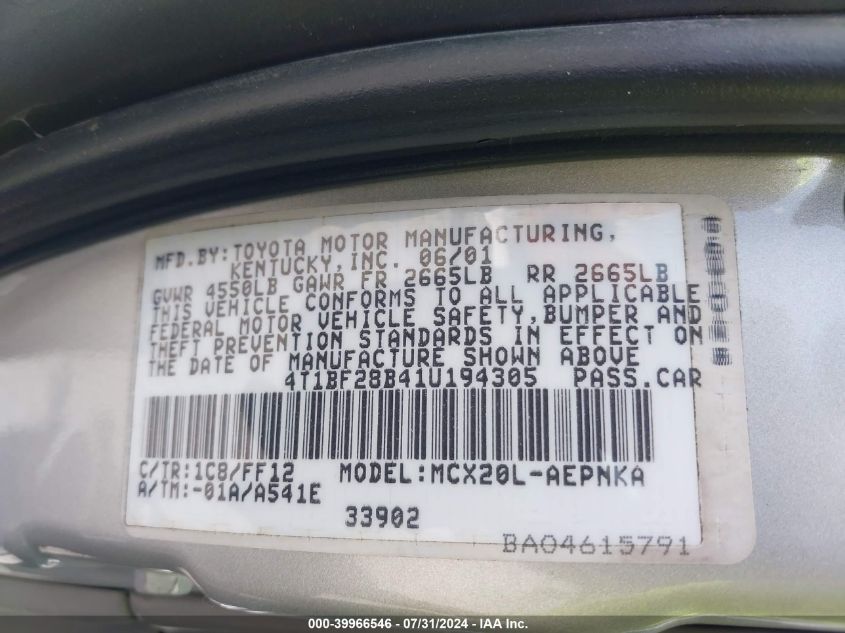 MFD.BY:TOYOTA MOTOR MANUFACTURING,
KENTUCKY,INC. 06/01
GVWR 4550LB GAWR FR 2665LB RR 2665LB
THIS VEHICLE CONFORMS TO ALL APPLICABLE
FEDERAL MOTOR VEHICLE SAFETY,BUMPER AND
THEFT PREVENTION STANDARDS IN EFFECT ON
THE DATE OF MANUFACTURE SHOWN ABOVE
4T1BF28B41U194305 PASS.CAR
C/TR:1C8/FF12 MODEL:MCX20L-AEPNKA
A/TM:-01A/A541E
33902
BA04615791
000-39966546 - 07/31/2024 - IAA Inc.